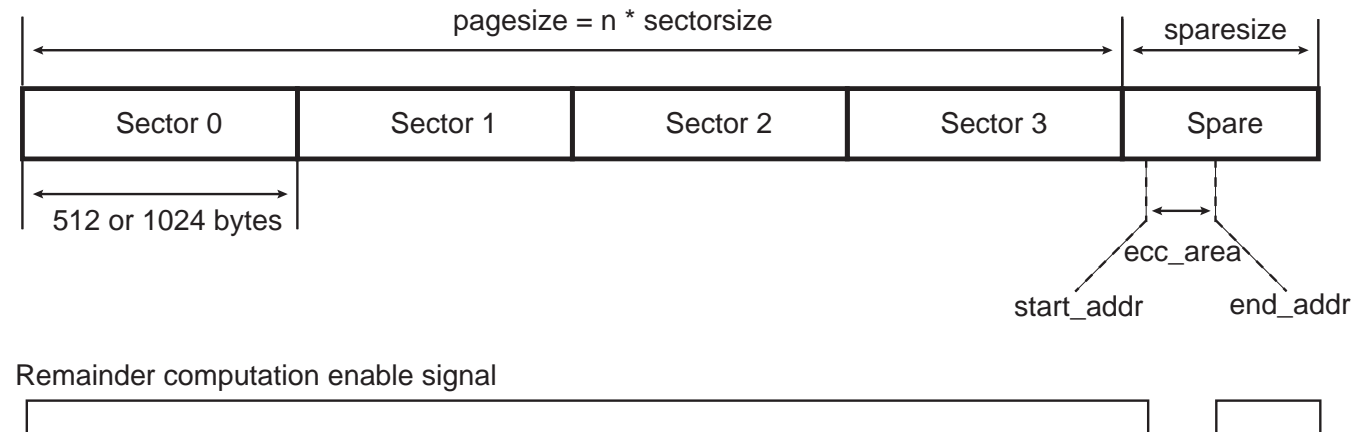 pagesize = n * sectorsize
sparesize
Sector 0
Sector 1
Sector 2
Sector 3
Spare
512 or 1024 bytes
ecc_area
start_addr
end_addr
Remainder computation enable signal